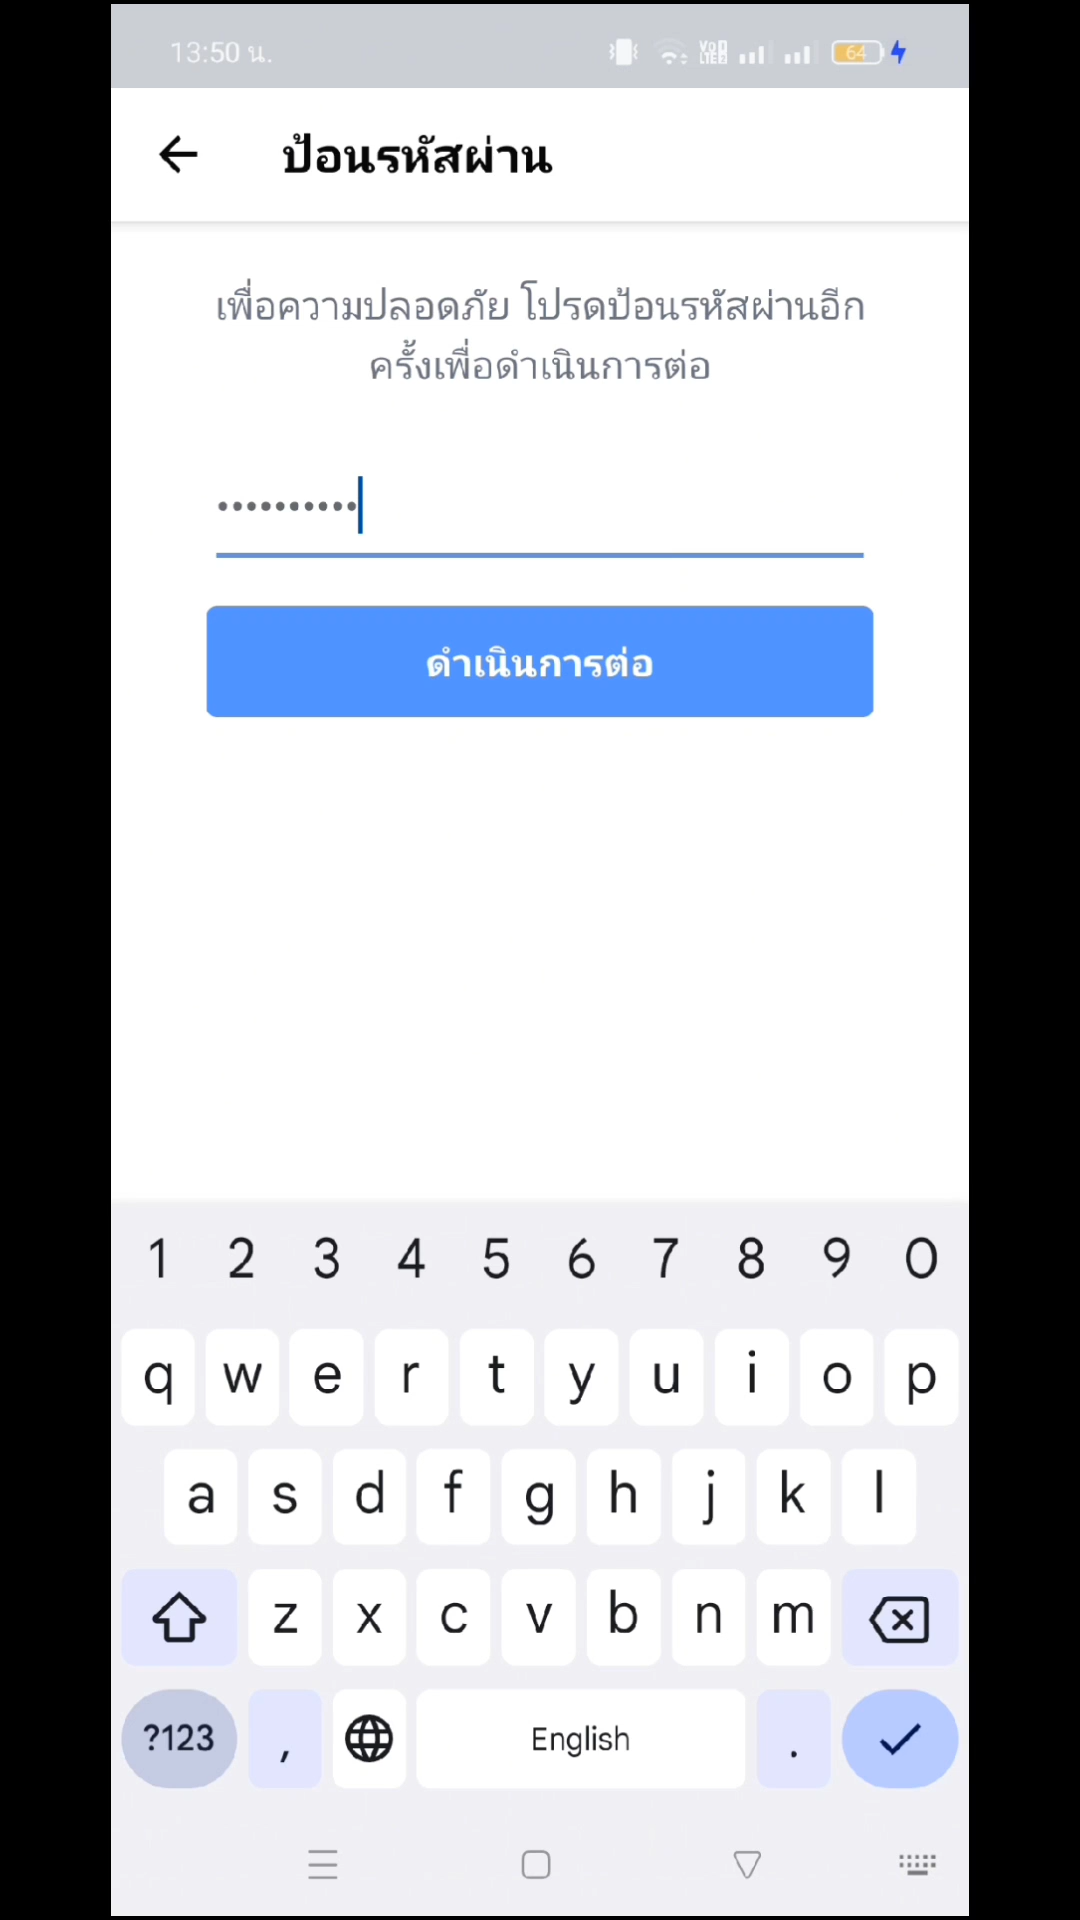 13:50 น.
VoD LTE 2
64
ป้อนรหัสผ่าน
เพื่อความปลอดภัย โปรดป้อนรหัสผ่านอีก
ครั้งเพื่อดำเนินการต่อ
••••••••••
ดำเนินการต่อ
1 2 3 4 5 6 7 8 9 0
q w e r t y u i o p
a s d f g h j k l
z x c v b n m
?123 , English .